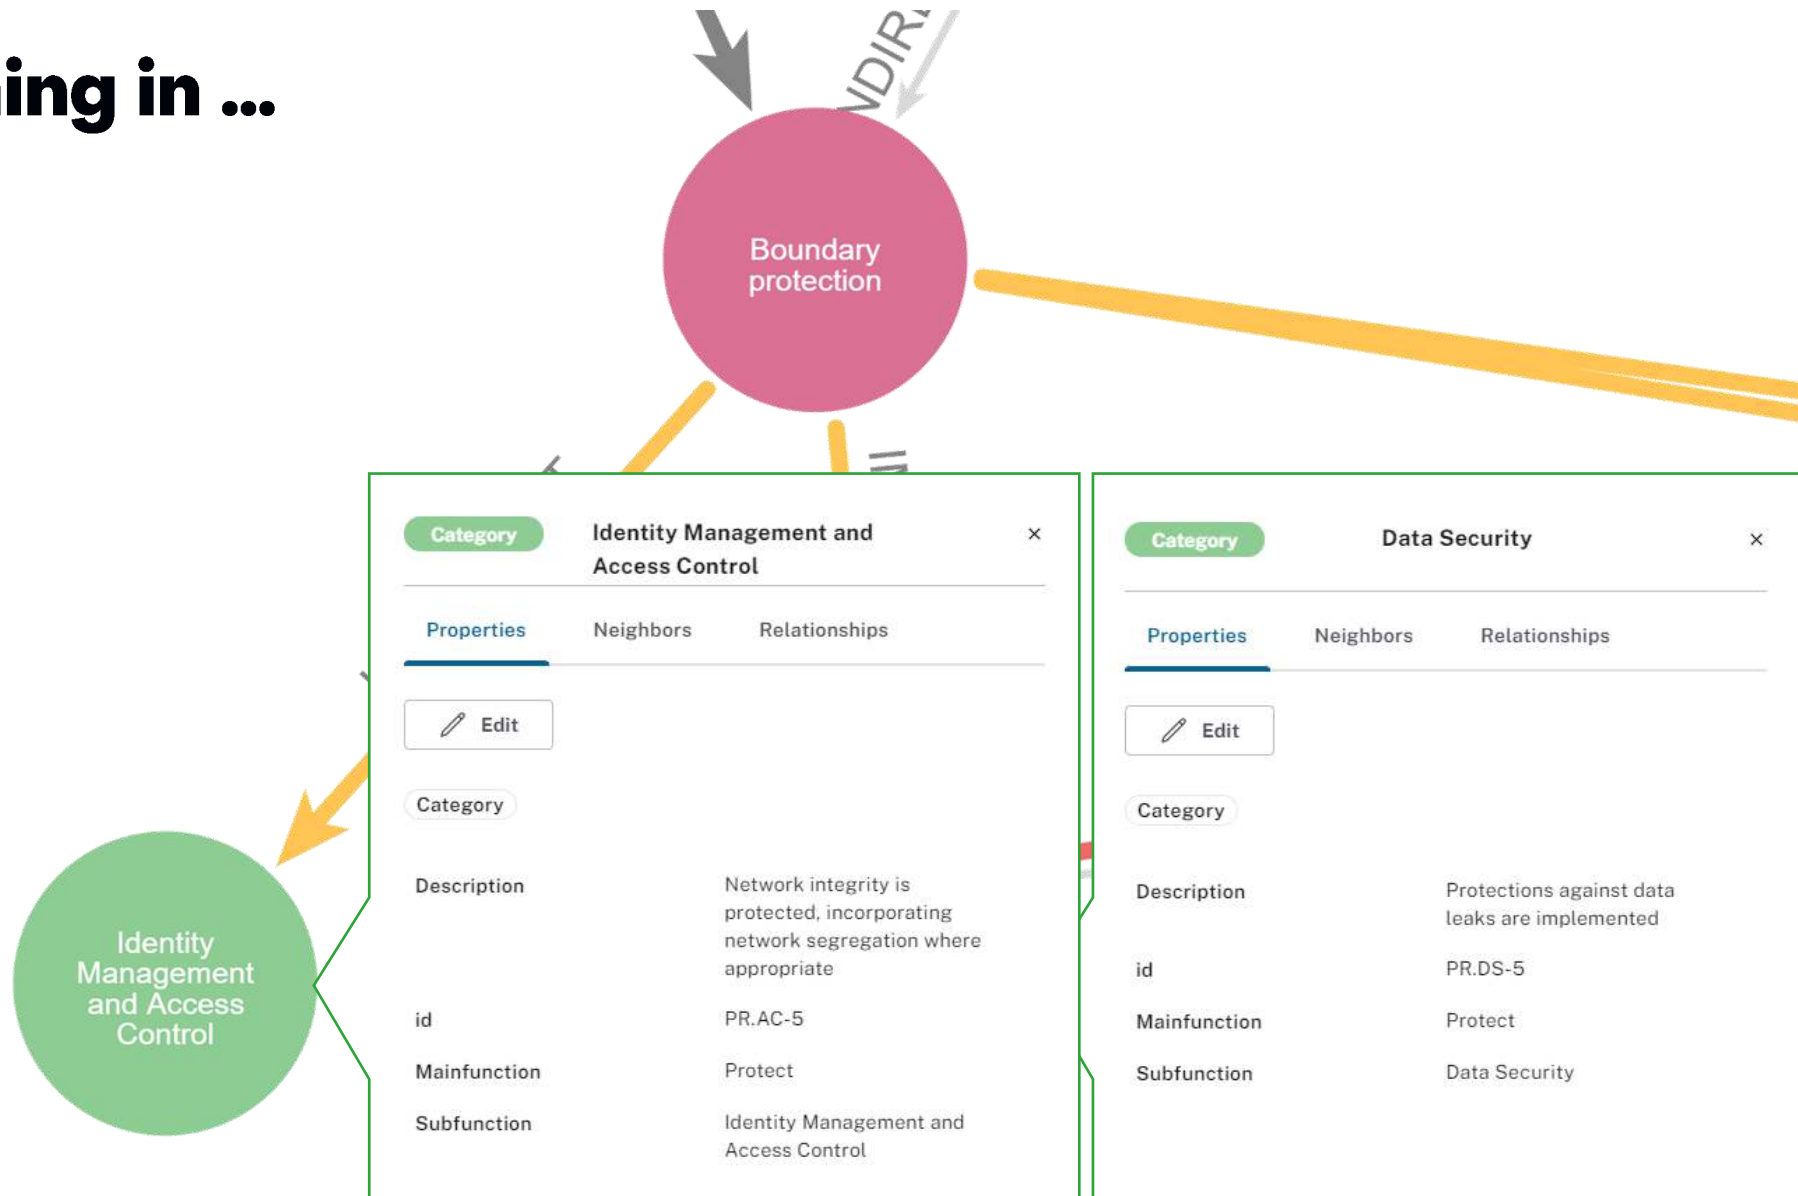 ing in ...
Boundary
protection
Category
Identity Management and
Access Control
×
Properties
Neighbors
Relationships
Edit
Category
Description
Network integrity is
protected, incorporating
network segregation where
appropriate
id
PR.AC-5
Mainfunction
Protect
Subfunction
Identity Management and
Access Control
Category
Data Security
×
Properties
Neighbors
Relationships
Edit
Category
Description
Protections against data
leaks are implemented
id
PR.DS-5
Mainfunction
Protect
Subfunction
Data Security
Identity
Management
and Access
Control